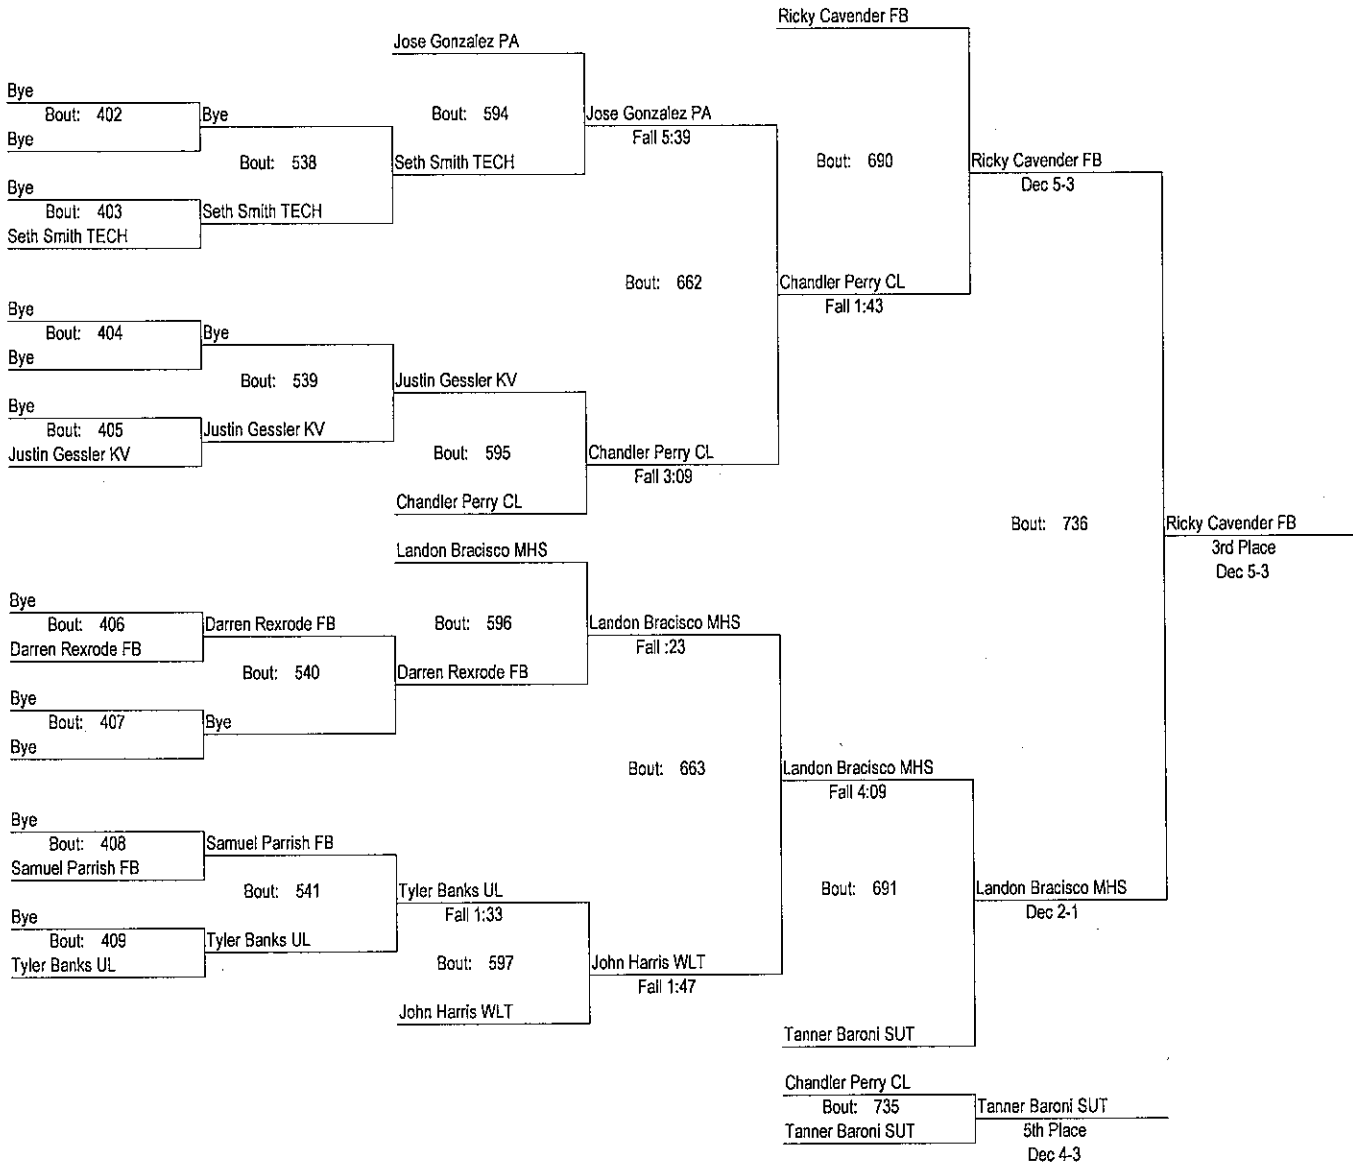 Ricky Cavender FB
Jose Gonzalez PA
Bye
Bout: 402
Bye
Bye
Bout: 594
Jose Gonzalez PA
Fall 5:39
Bout: 538
Seth Smith TECH
Bout: 690
Ricky Cavender FB
Dec 5-3
Bye
Bout: 403
Seth Smith TECH
Seth Smith TECH
Bout: 662
Chandler Perry CL
Fall 1:43
Bye
Bout: 404
Bye
Bye
Bout: 539
Justin Gessler KV
Bye
Bout: 405
Justin Gessler KV
Justin Gessler KV
Bout: 595
Chandler Perry CL
Fall 3:09
Chandler Perry CL
Bout: 736
Ricky Cavender FB
3rd Place
Dec 5-3
Landon Bracisco MHS
Bye
Bout: 406
Darren Rexrode FB
Darren Rexrode FB
Bout: 596
Landon Bracisco MHS
Fall :23
Bout: 540
Darren Rexrode FB
Bye
Bout: 407
Bye
Bye
Bout: 663
Landon Bracisco MHS
Fall 4:09
Bye
Bout: 408
Samuel Parrish FB
Samuel Parrish FB
Bout: 541
Tyler Banks UL
Fall 1:33
Bout: 691
Landon Bracisco MHS
Dec 2-1
Bye
Bout: 409
Tyler Banks UL
Tyler Banks UL
Bout: 597
John Harris WLT
Fall 1:47
John Harris WLT
Tanner Baroni SUT
Chandler Perry CL
Bout: 735
Tanner Baroni SUT
Tanner Baroni SUT
5th Place
Dec 4-3